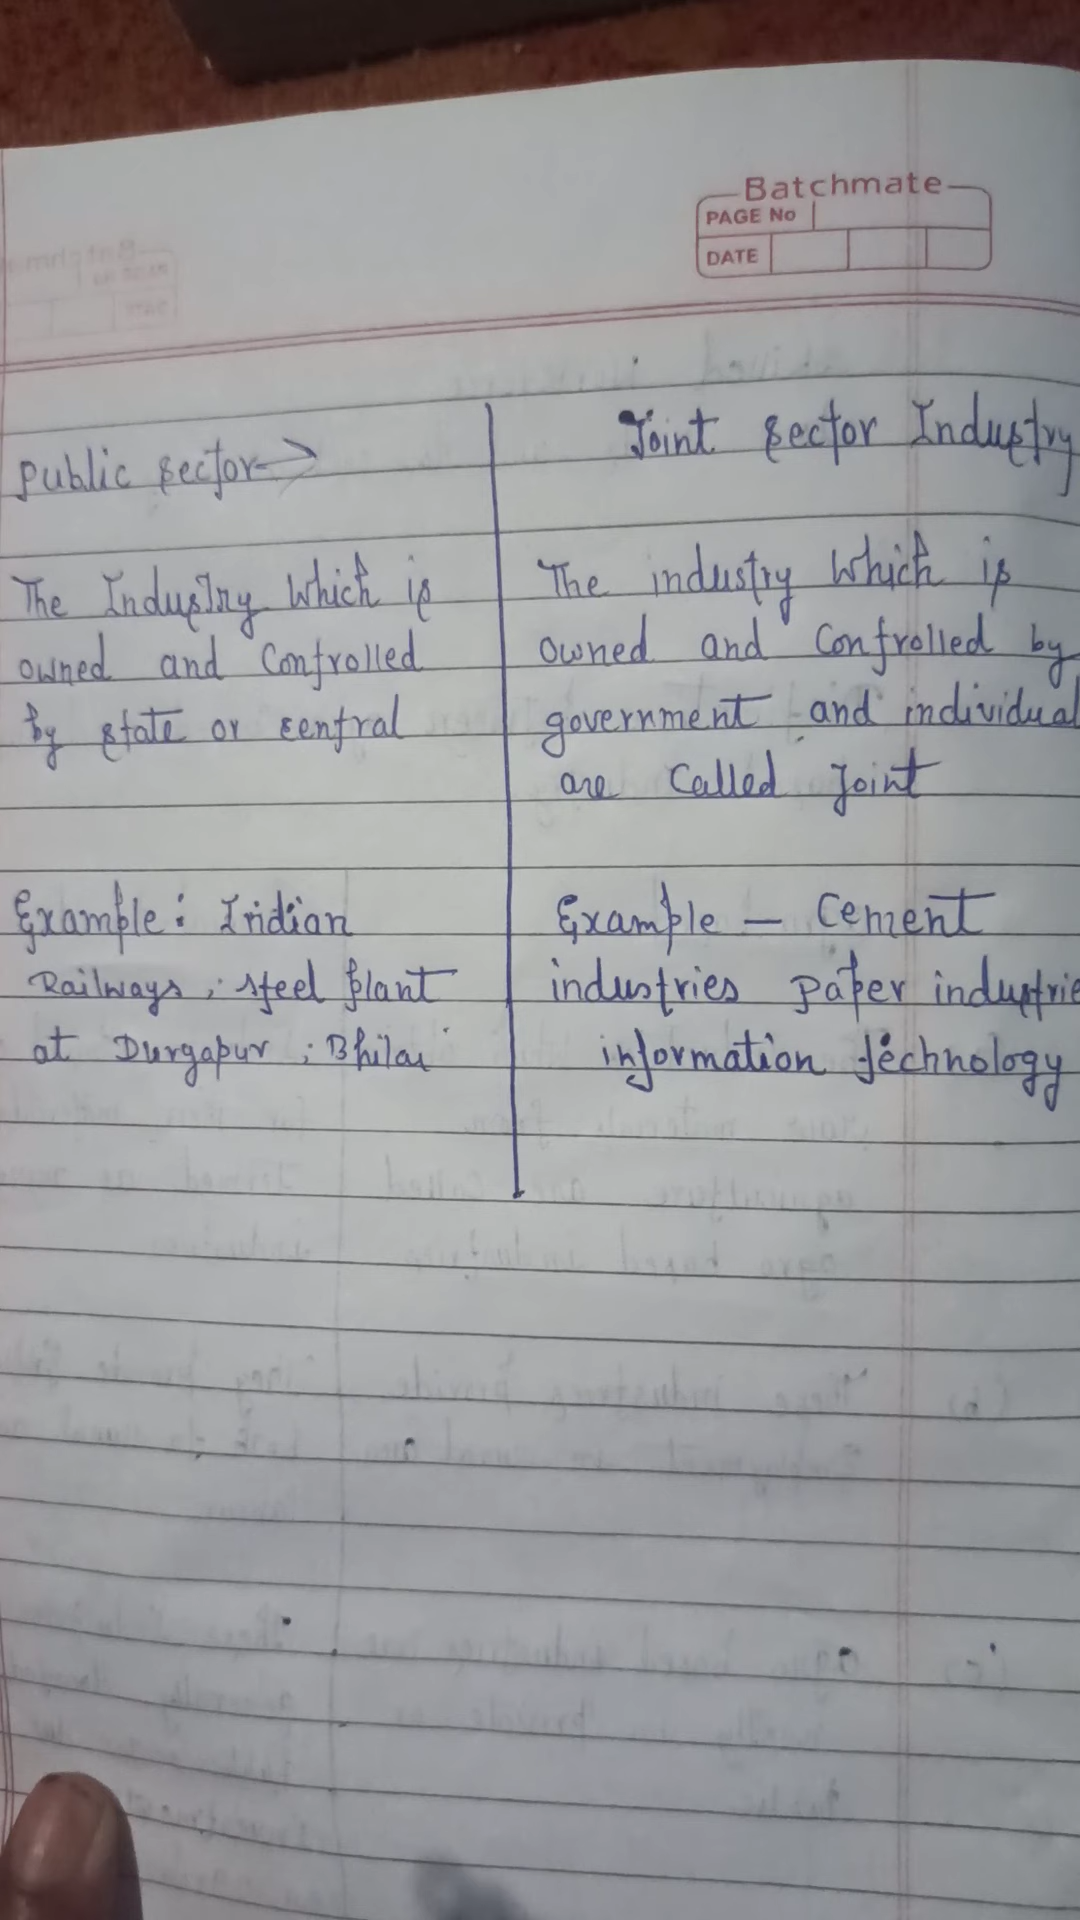 Batchmate
PAGE No
DATE
Public sector→
The Industry which is
owned and controlled
by state or central
Example: Indian
Railways, steel plant
at Durgapur, Bhilai
Joint sector Industry
The industry which is
owned and controlled by
government and individual
are called joint
Example — Cement
industries paper industrie
information technology